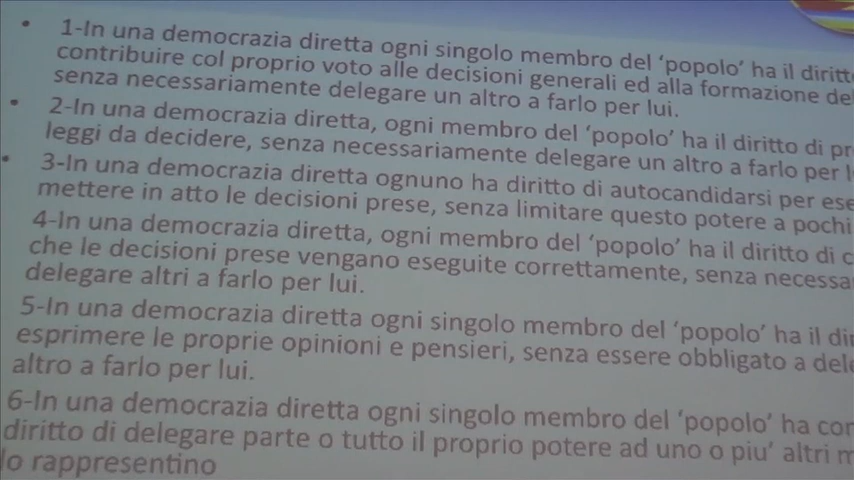 • 1-In una democrazia diretta ogni singolo membro del ‘popolo’ ha il diritt
contribuire col proprio voto alle decisioni generali ed alla formazione del
senza necessariamente delegare un altro a farlo per lui.
• 2-In una democrazia diretta, ogni membro del ‘popolo’ ha il diritto di pr
leggi da decidere, senza necessariamente delegare un altro a farlo per l
• 3-In una democrazia diretta ognuno ha diritto di autocandidarsi per ese
mettere in atto le decisioni prese, senza limitare questo potere a pochi
4-In una democrazia diretta, ogni membro del ‘popolo’ ha il diritto di c
che le decisioni prese vengano eseguite correttamente, senza necessa
delegare altri a farlo per lui.
5-In una democrazia diretta ogni singolo membro del ‘popolo’ ha il di
esprimere le proprie opinioni e pensieri, senza essere obbligato a dele
altro a farlo per lui.
6-In una democrazia diretta ogni singolo membro del ‘popolo’ ha con
diritto di delegare parte o tutto il proprio potere ad uno o piu’ altri m
lo rappresentino